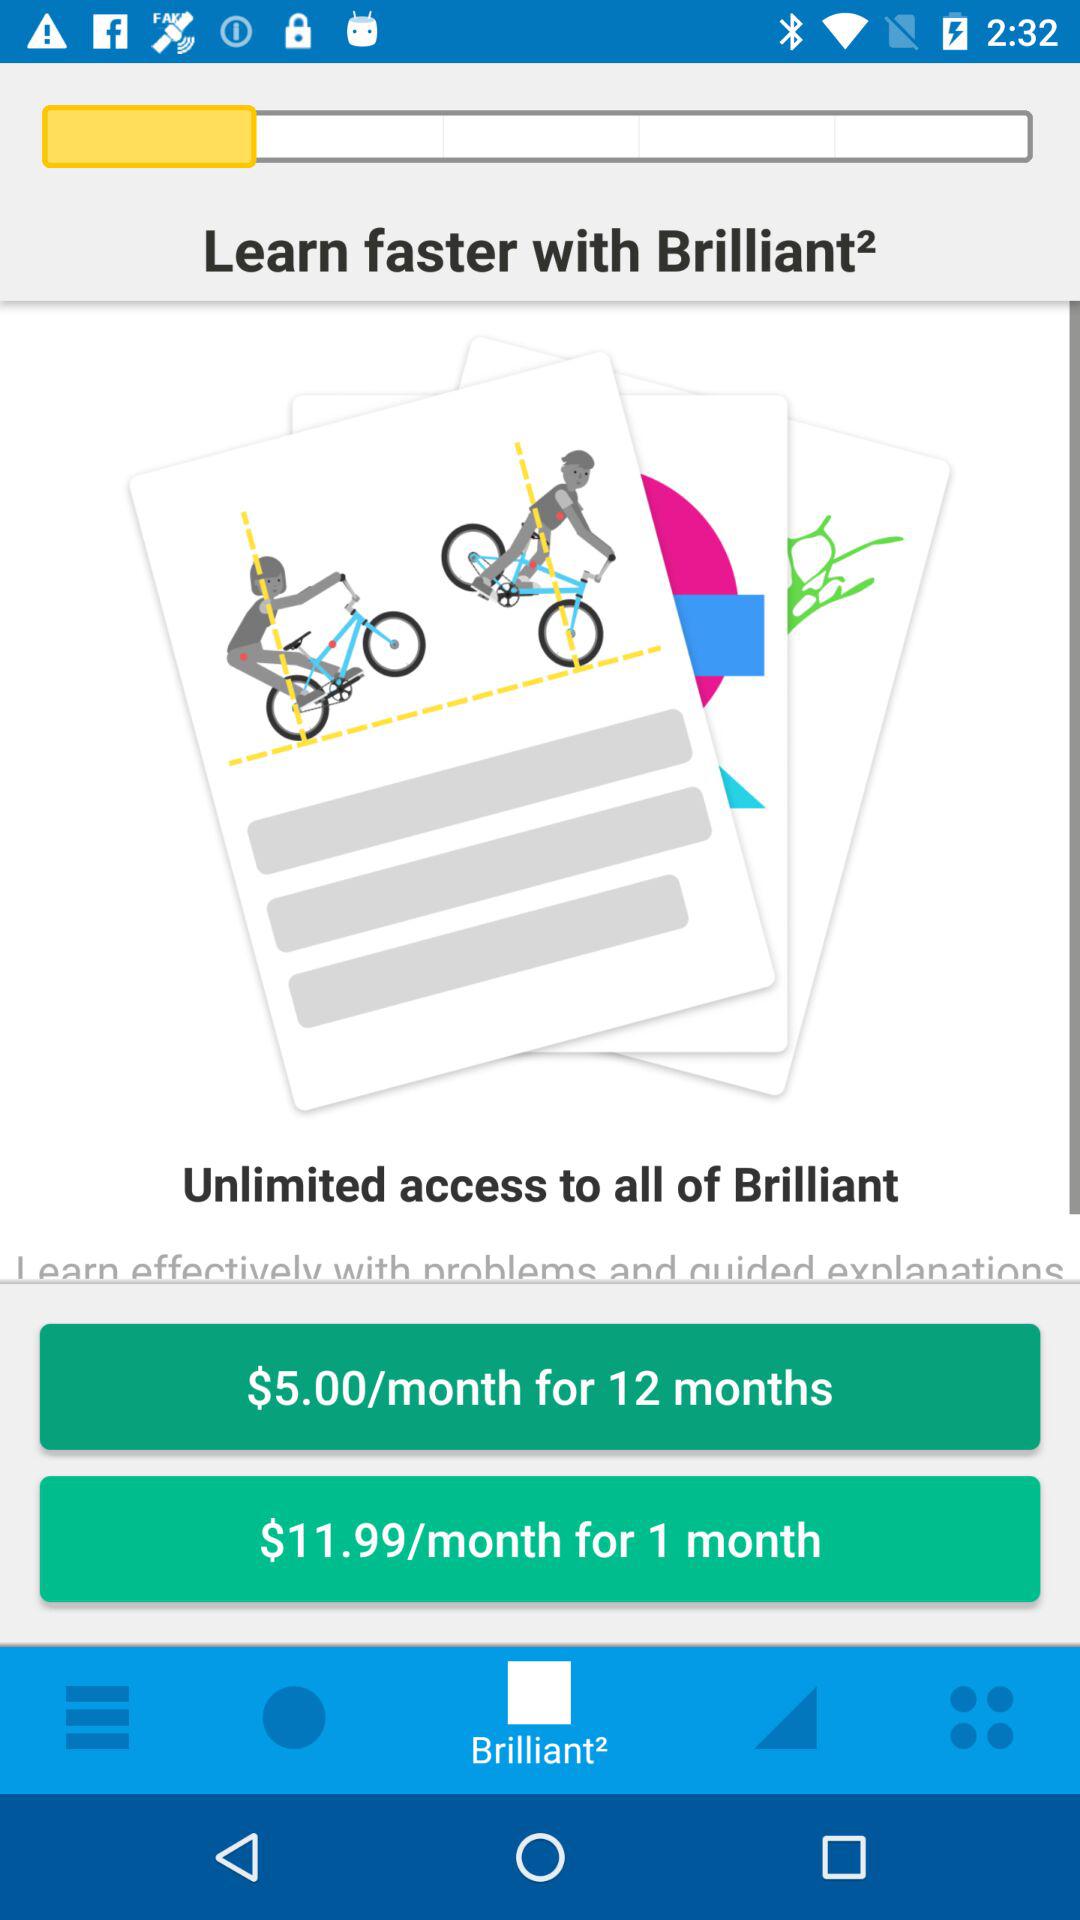 FAKE
2:32
Learn faster with Brilliant²
Unlimited access to all of Brilliant
Learn effectively with problems and guided explanations
$5.00/month for 12 months
$11.99/month for 1 month
Brilliant²